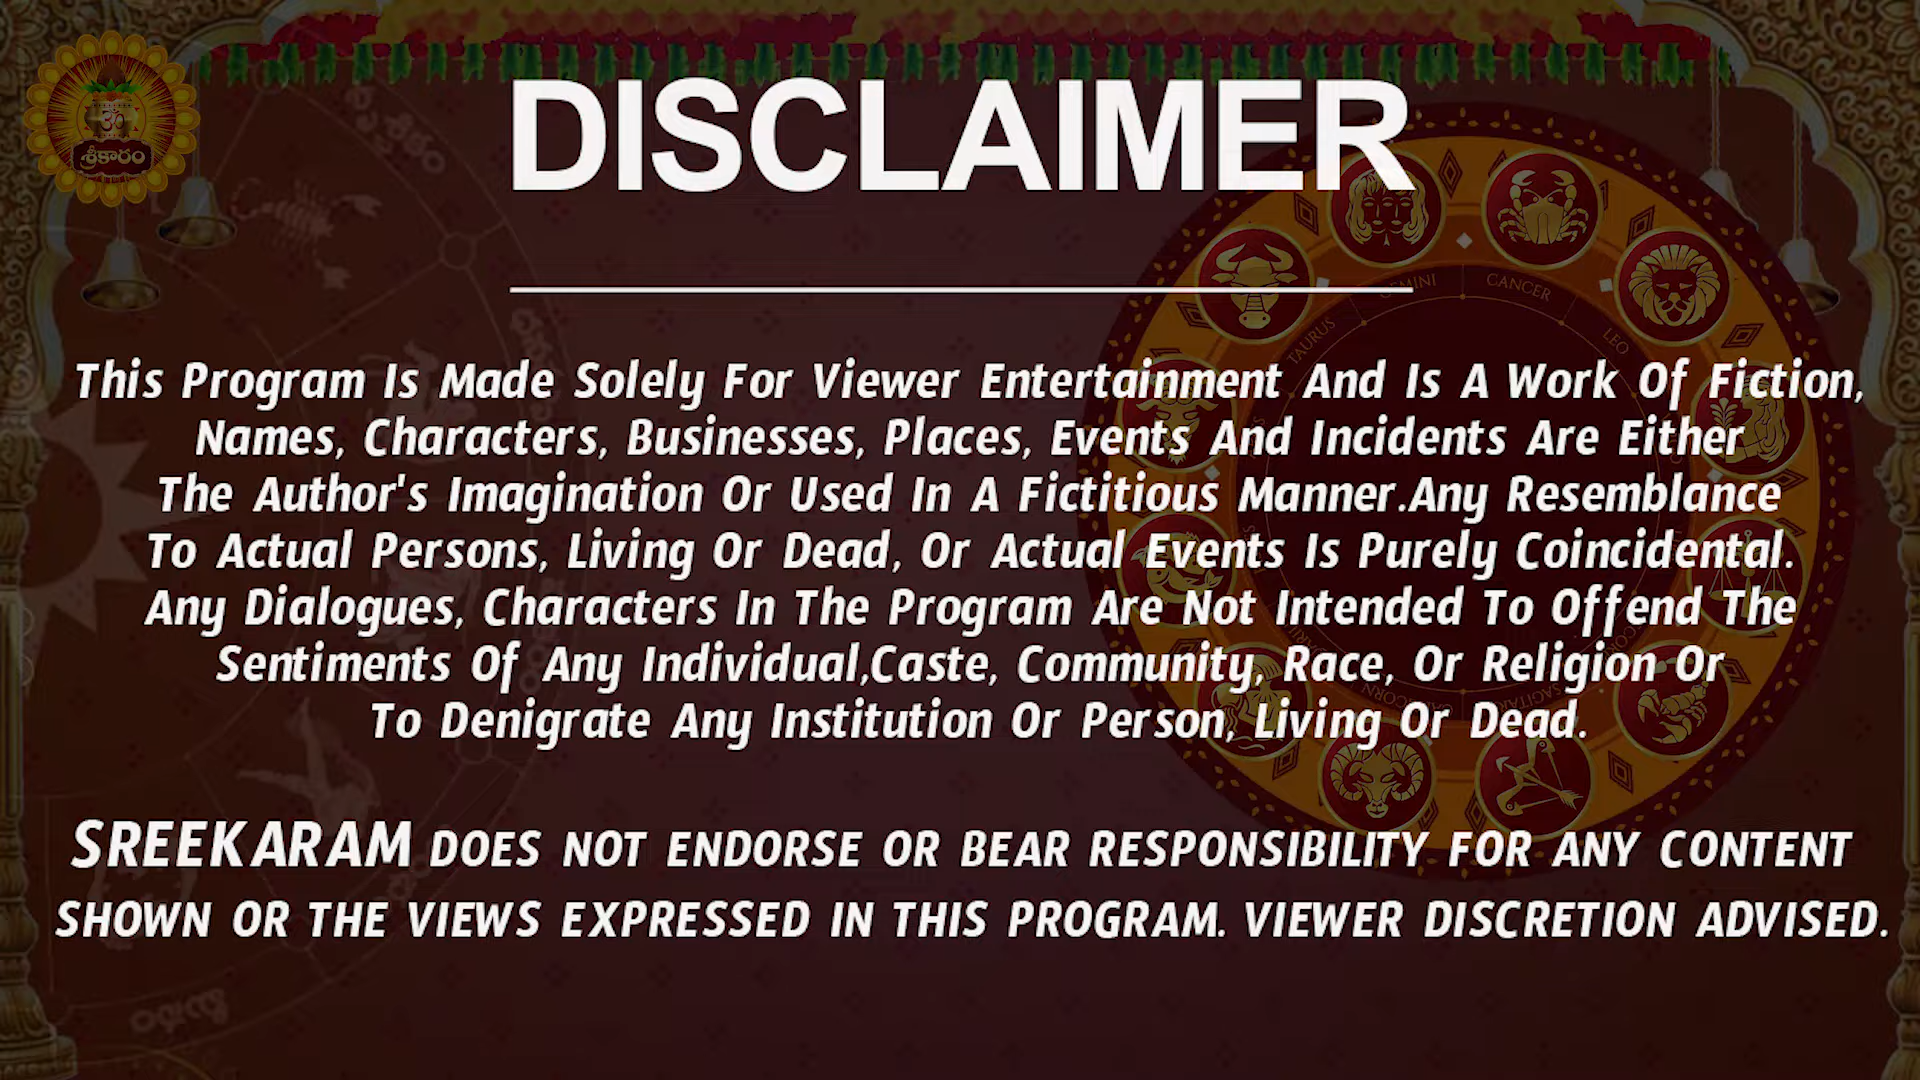 శ్రీకారం
DISCLAIMER
GEMINI
CANCER
TAURUS
LEO
This Program Is Made Solely For Viewer Entertainment And Is A Work Of Fiction,
Names, Characters, Businesses, Places, Events And Incidents Are Either
The Author's Imagination Or Used In A Fictitious Manner.Any Resemblance
To Actual Persons, Living Or Dead, Or Actual Events Is Purely Coincidental.
Any Dialogues, Characters In The Program Are Not Intended To Offend The
Sentiments Of Any Individual,Caste, Community, Race, Or Religion Or
To Denigrate Any Institution Or Person, Living Or Dead.
SREEKARAM DOES NOT ENDORSE OR BEAR RESPONSIBILITY FOR ANY CONTENT
SHOWN OR THE VIEWS EXPRESSED IN THIS PROGRAM. VIEWER DISCRETION ADVISED.